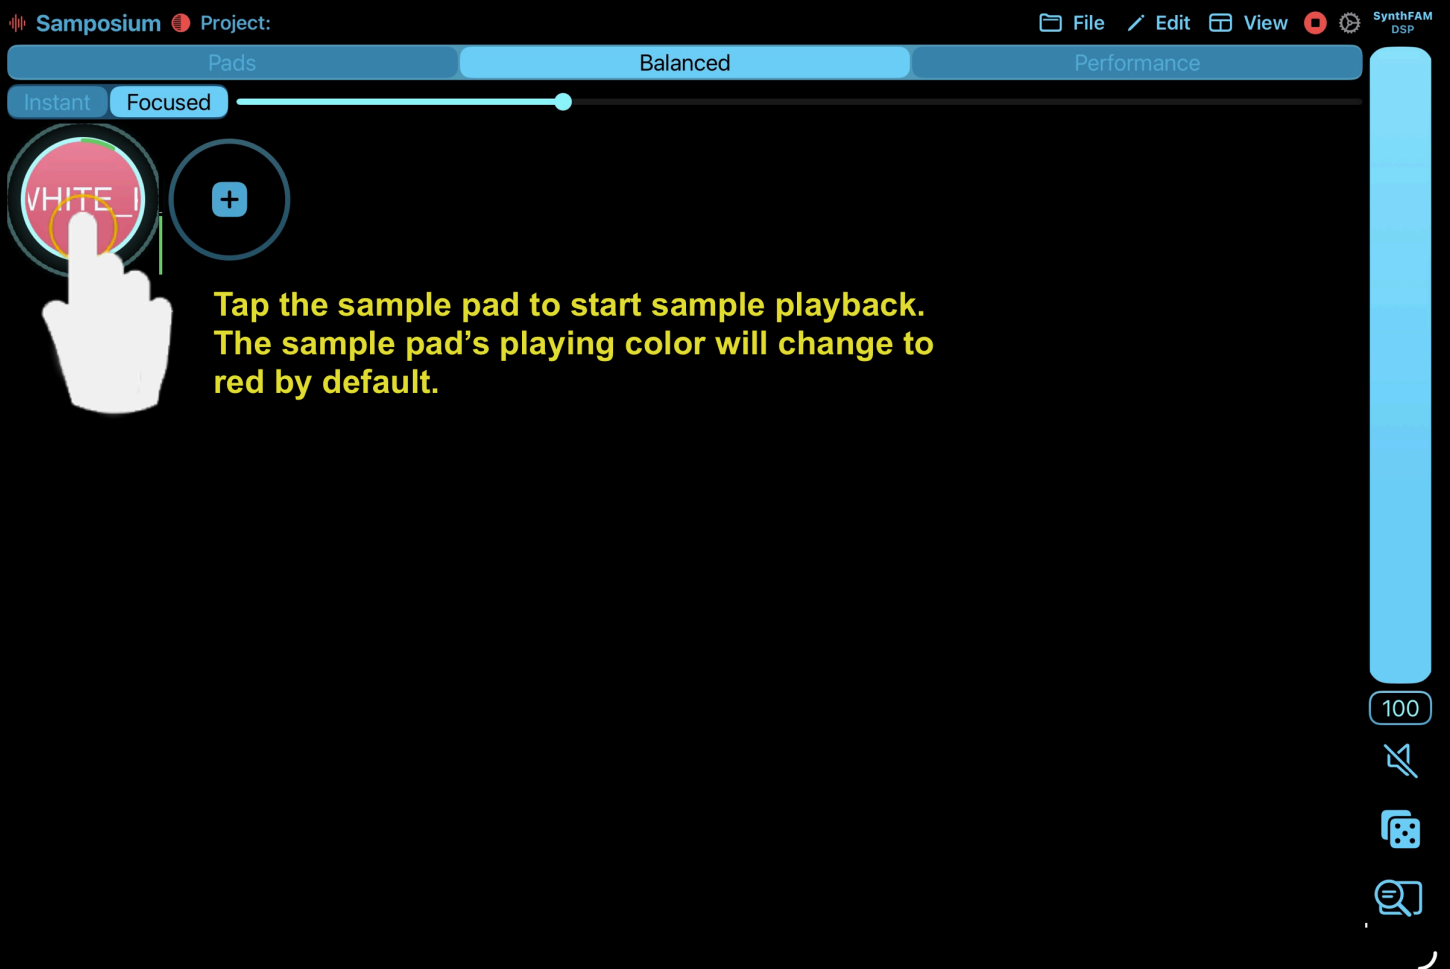 Samposium Project: File Edit View SynthFAM DSP
Pads Balanced Performance
Instant Focused
WHITE_
Tap the sample pad to start sample playback.
The sample pad’s playing color will change to
red by default.
100